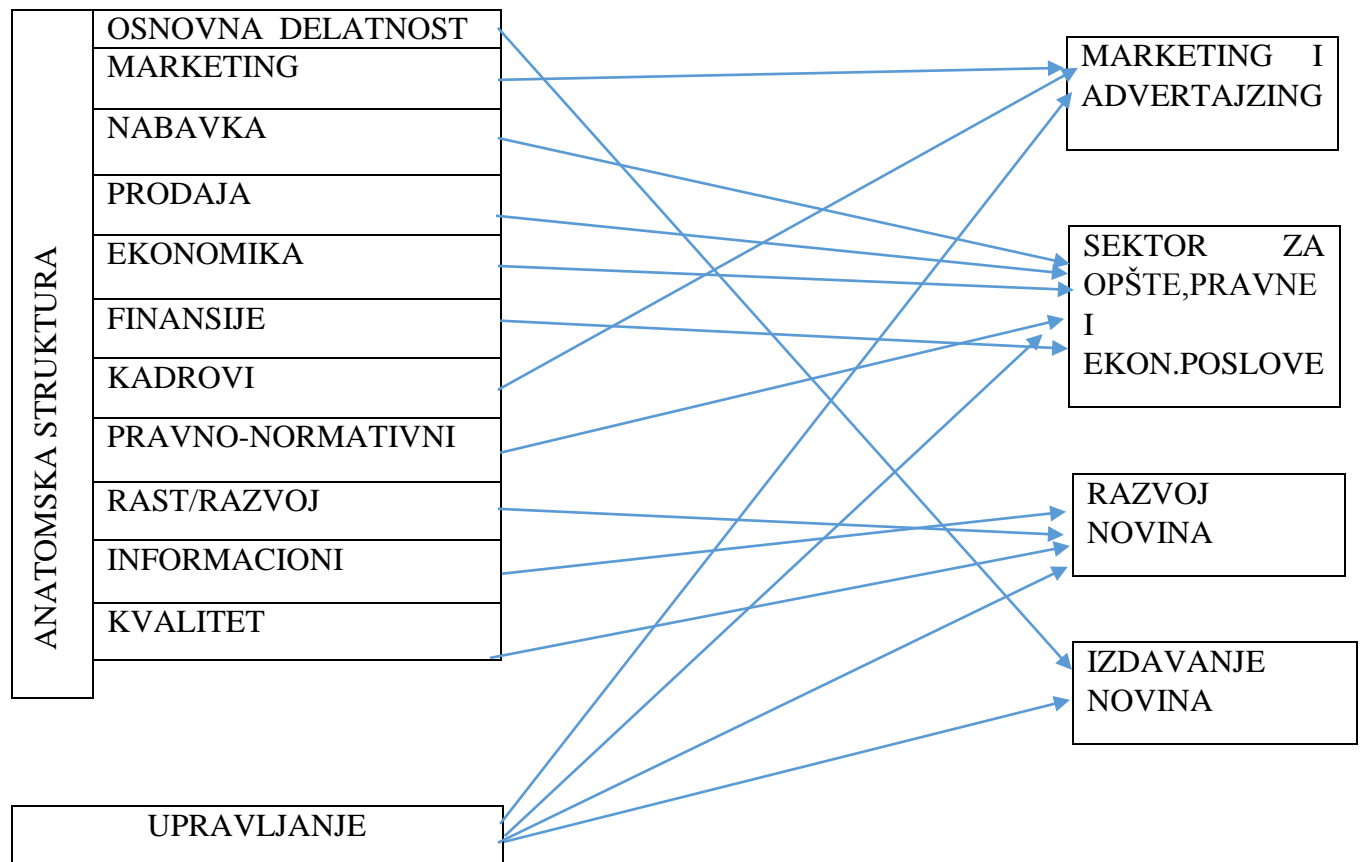 ANATOMSKA STRUKTURA
OSNOVNA DELATNOST
MARKETING
NABAVKA
PRODAJA
EKONOMIKA
FINANSIJE
KADROVI
PRAVNO-NORMATIVNI
RAST/RAZVOJ
INFORMACIONI
KVALITET
UPRAVLJANJE
MARKETING I
ADVERTAJZING
SEKTOR ZA
OPŠTE,PRAVNE
I
EKON.POSLOVE
RAZVOJ
NOVINA
IZDAVANJE
NOVINA